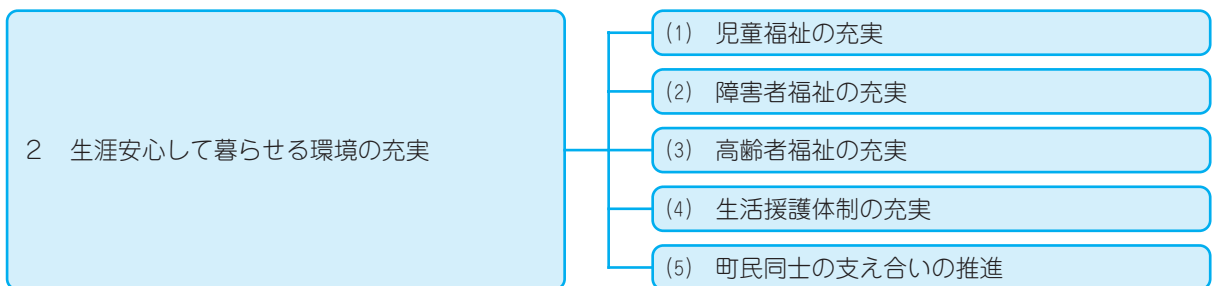 2 生涯安心して暮らせる環境の充実
(1) 児童福祉の充実
(2) 障害者福祉の充実
(3) 高齢者福祉の充実
(4) 生活援護体制の充実
(5) 町民同士の支え合いの推進